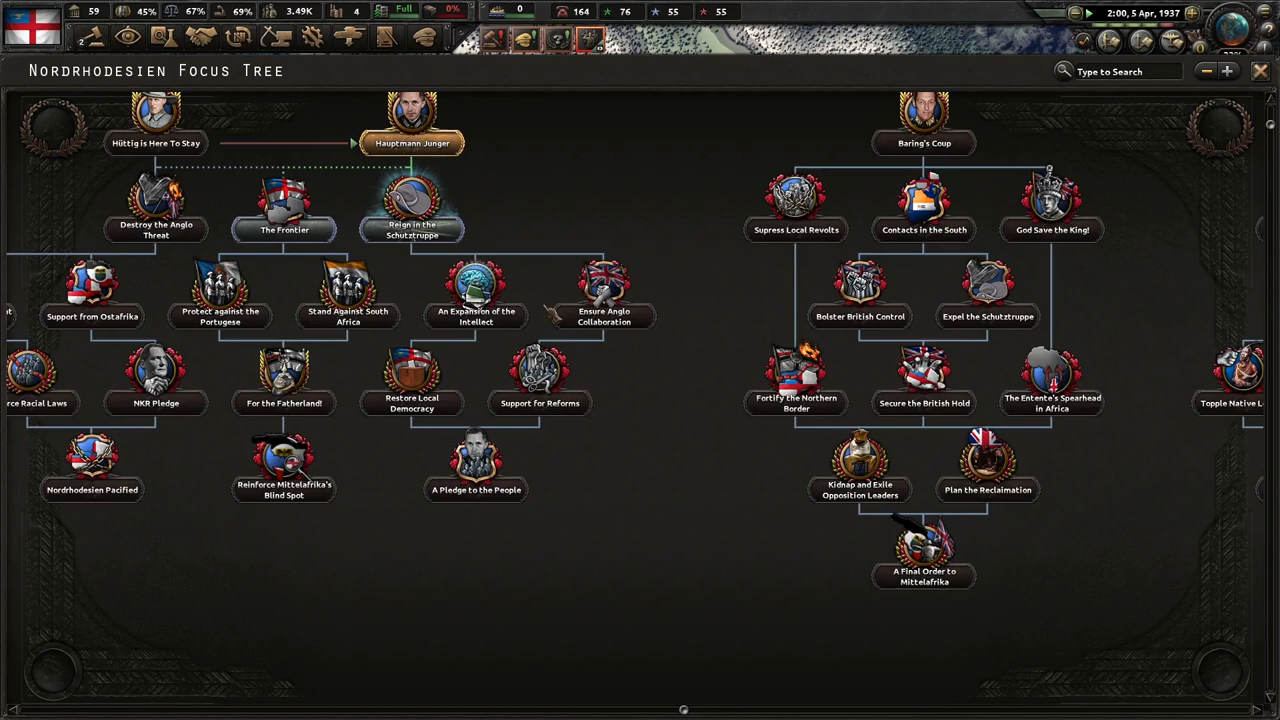 59 45% 67% 69% 3.49K 4 Full 0% 0 164 76 55 55 2:00, 5 Apr, 1937
2
Nordrhodesien Focus Tree
Type to Search
Hüttig is Here To Stay
Hauptmann Junger
Baring's Coup
Destroy the Anglo
Threat
The Frontier
Reign in the
Schutztruppe
Supress Local Revolts
Contacts in the South
God Save the King!
Support from Ostafrika
Protect against the
Portugese
Stand Against South
Africa
An Expansion of the
Intellect
Ensure Anglo
Collaboration
Bolster British Control
Expel the Schutztruppe
rce Racial Laws
NKR Pledge
For the Fatherland!
Restore Local
Democracy
Support for Reforms
Fortify the Northern
Border
Secure the British Hold
The Entente's Spearhead
in Africa
Topple Native L
Nordrhodesien Pacified
Reinforce Mittelafrika's
Blind Spot
A Pledge to the People
Kidnap and Exile
Opposition Leaders
Plan the Reclaimation
A Final Order to
Mittelafrika